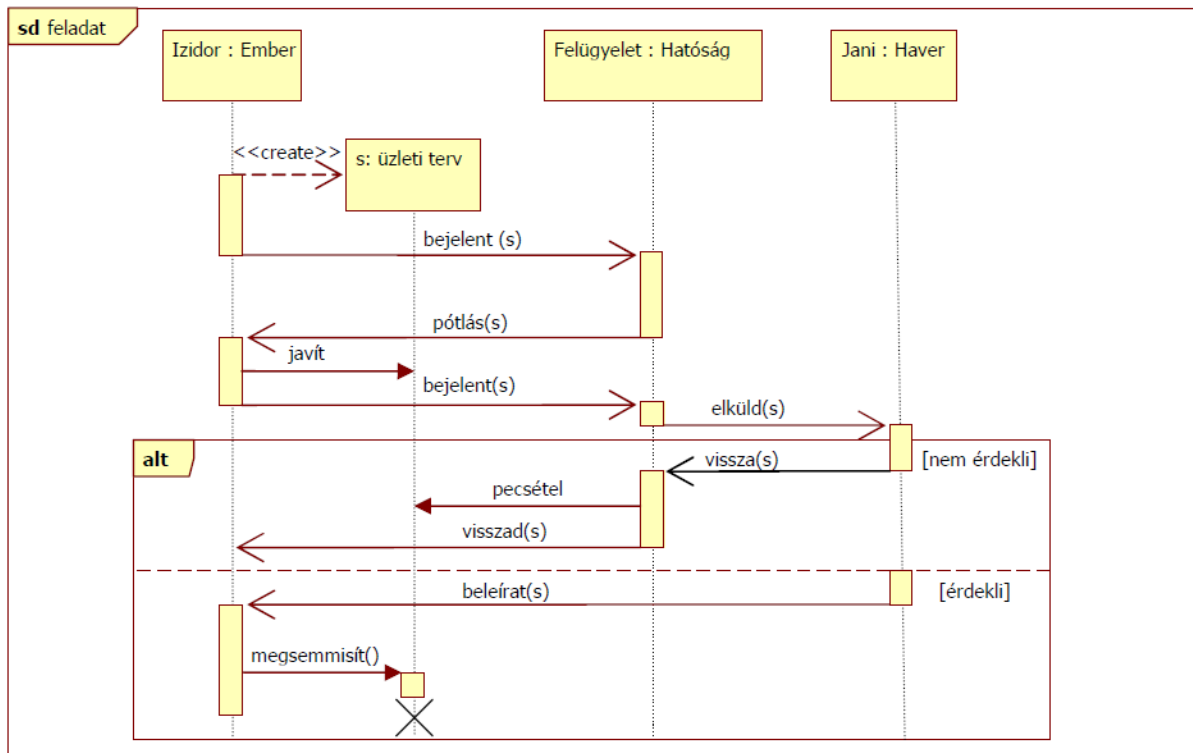 sd feladat
Izidor : Ember
Felügyelet : Hatóság
Jani : Haver
<<create>>
s: üzleti terv
bejelent (s)
pótlás(s)
javít
bejelent(s)
elküld(s)
alt
vissza(s)
[nem érdekli]
pecsétel
visszad(s)
beleírat(s)
[érdekli]
megsemmisít()